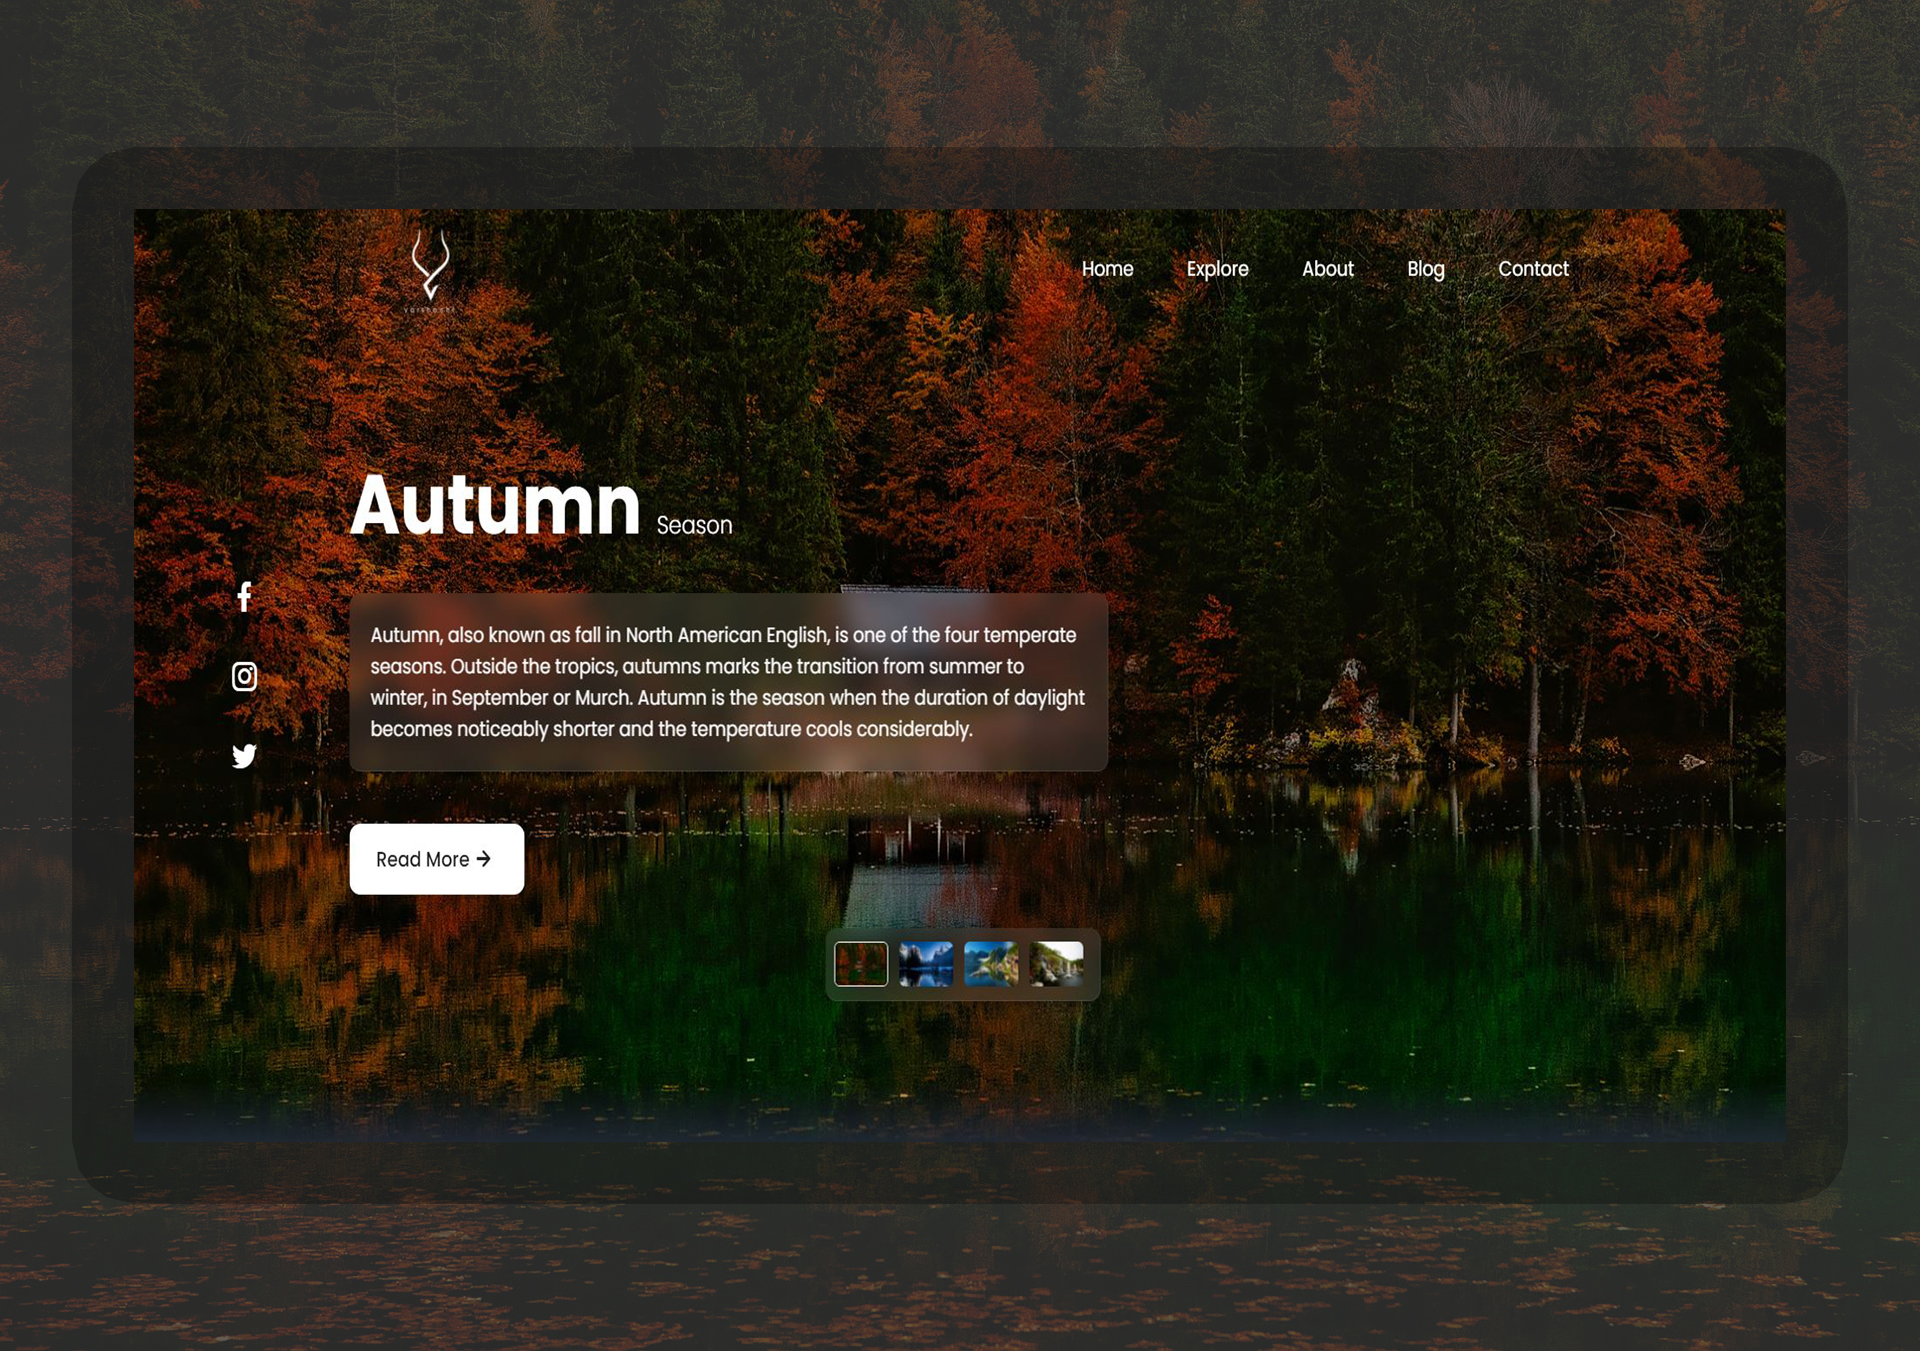 Home Explore About Blog Contact
Autumn Season
Autumn, also known as fall in North American English, is one of the four temperate
seasons. Outside the tropics, autumns marks the transition from summer to
winter, in September or Murch. Autumn is the season when the duration of daylight
becomes noticeably shorter and the temperature cools considerably.
Read More →